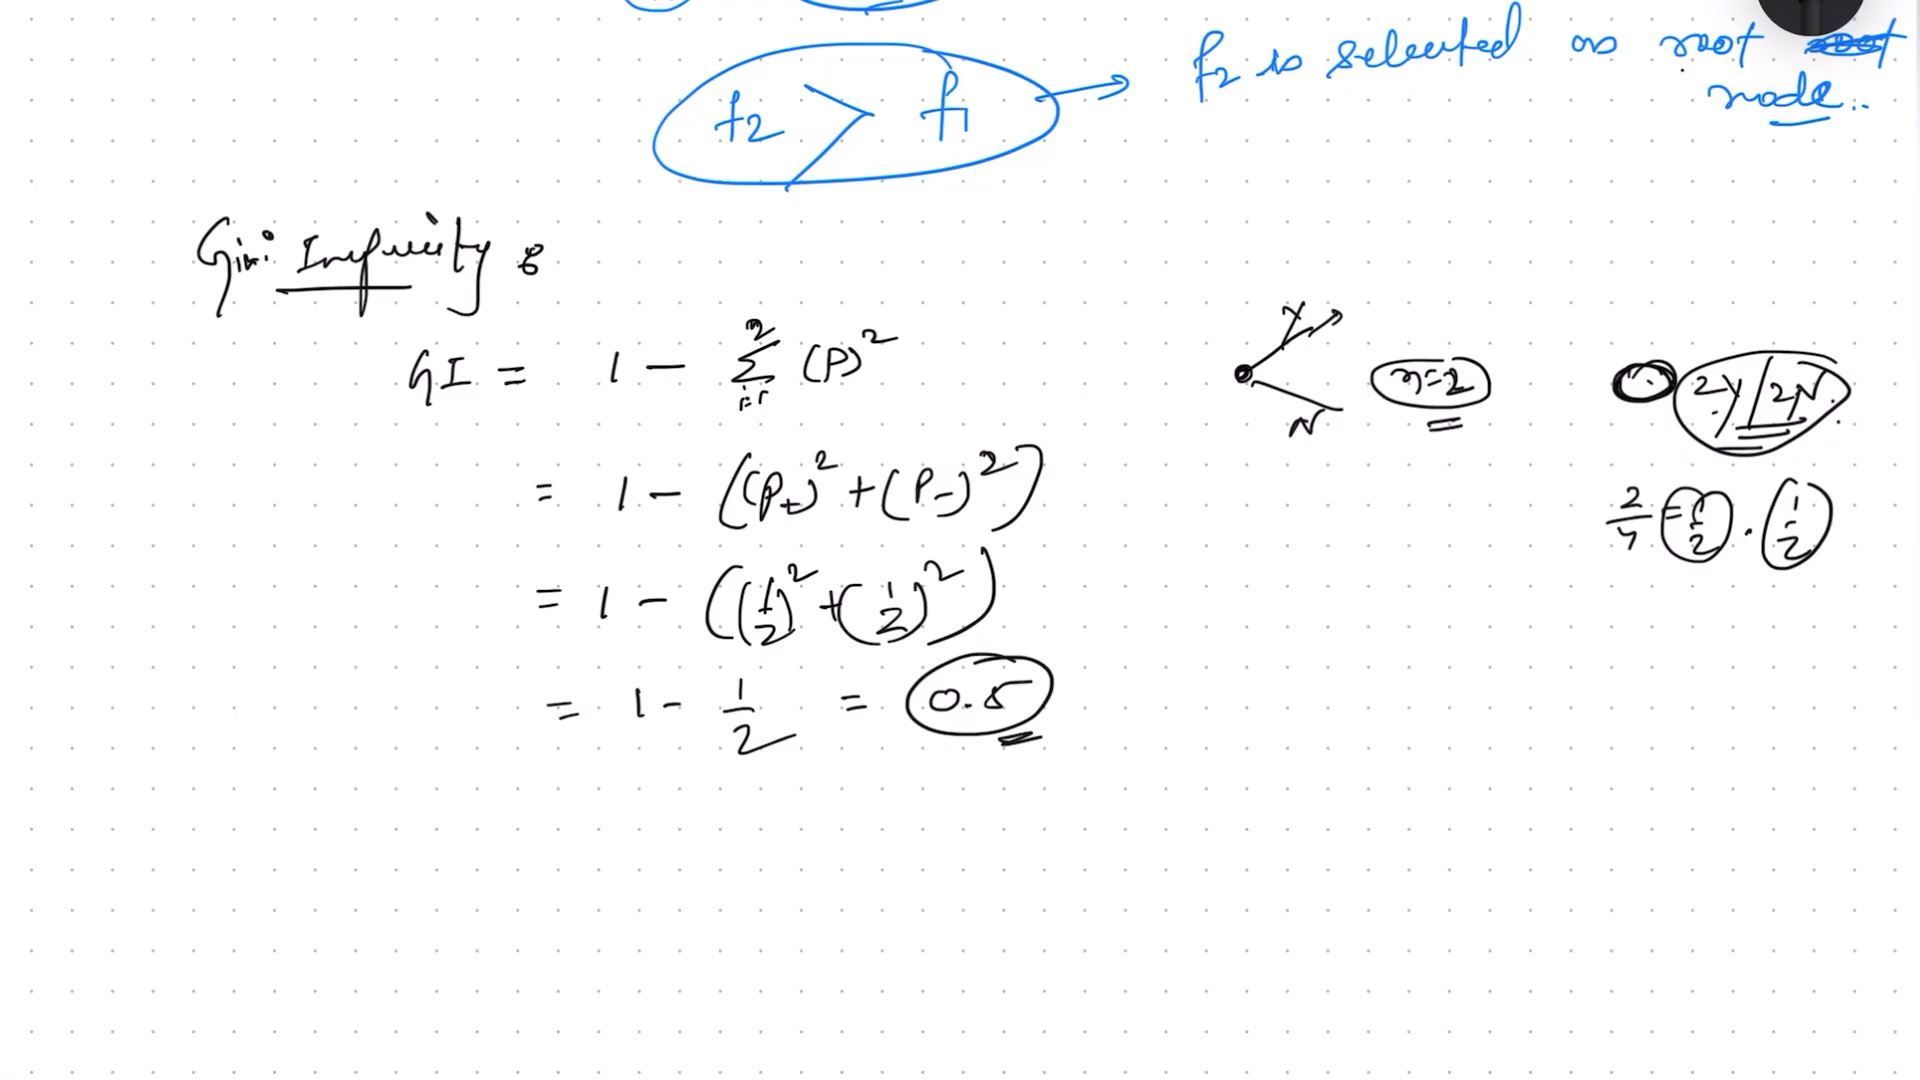 f2 is selected as root
node..
f2 > f1
Gini Impurity :
GI = 1 - Σ (P)^2
Y
N
n=2
2Y/2N
= 1 - ((P+)^2 + (P-)^2)
2/4 = 1/2 . 1/2
= 1 - ((1/2)^2 + (1/2)^2)
= 1 - 1/2 = 0.5